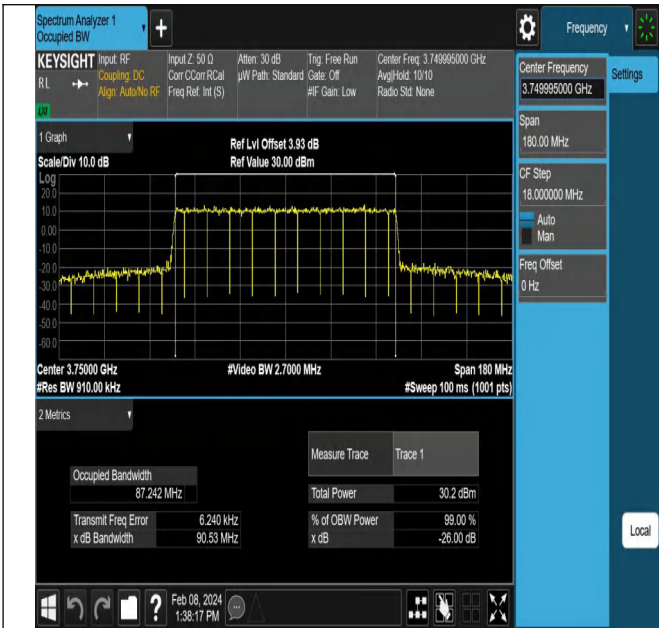 Spectrum Analyzer 1
Occupied BW
+
Frequency
KEYSIGHT
RL
LNI
Input: RF
Coupling: DC
Align: Auto/No RF
Input Z: 50 Ω
Corr CCorr RCal
Freq Ref: Int (S)
Atten: 30 dB
µW Path: Standard
Trig: Free Run
Gate: Off
#IF Gain: Low
Center Freq: 3.749995000 GHz
Avg|Hold: 10/10
Radio Std: None
Center Frequency
3.749995000 GHz
Settings
Span
180.00 MHz
CF Step
18.000000 MHz
Auto
Man
Freq Offset
0 Hz
Local
1 Graph
Scale/Div 10.0 dB
Ref Lvl Offset 3.93 dB
Ref Value 30.00 dBm
Log
20.0
10.0
0.00
-10.0
-20.0
-30.0
-40.0
-50.0
-60.0
Center 3.75000 GHz
#Video BW 2.7000 MHz
Span 180 MHz
#Res BW 910.00 kHz
#Sweep 100 ms (1001 pts)
2 Metrics
Measure Trace Trace 1
Occupied Bandwidth
87.242 MHz
Total Power 30.2 dBm
Transmit Freq Error 6.240 kHz
% of OBW Power 99.00 %
x dB Bandwidth 90.53 MHz
x dB -26.00 dB
?
Feb 08, 2024
1:38:17 PM